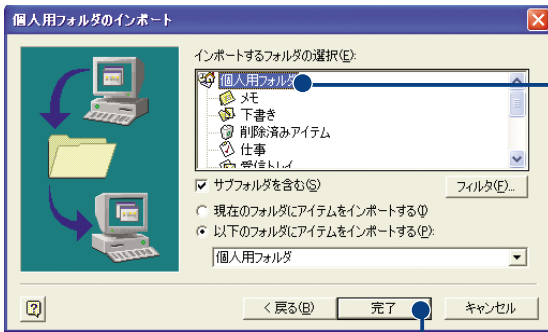 個人用フォルダのインポート
インポートするフォルダの選択(E):
個人用フォルダ
メモ
下書き
削除済みアイテム
仕事
受信トレイ
サブフォルダを含む(S)
フィルタ(F)...
現在のフォルダにアイテムをインポートする(I)
以下のフォルダにアイテムをインポートする(P):
個人用フォルダ
< 戻る(B)
完了
キャンセル